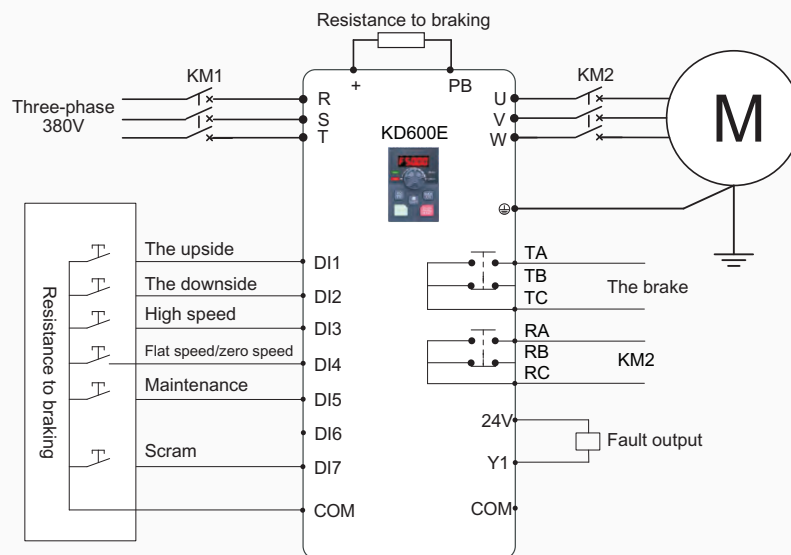 Resistance to braking
+
PB
KM1
Three-phase
380V
R
S
T
KD600E
U
V
W
KM2
M
The upside
DI1
The downside
DI2
High speed
DI3
Flat speed/zero speed
DI4
Maintenance
DI5
DI6
Scram
DI7
COM
Resistance to braking
TA
TB
TC
The brake
RA
RB
RC
KM2
24V
Y1
Fault output
COM